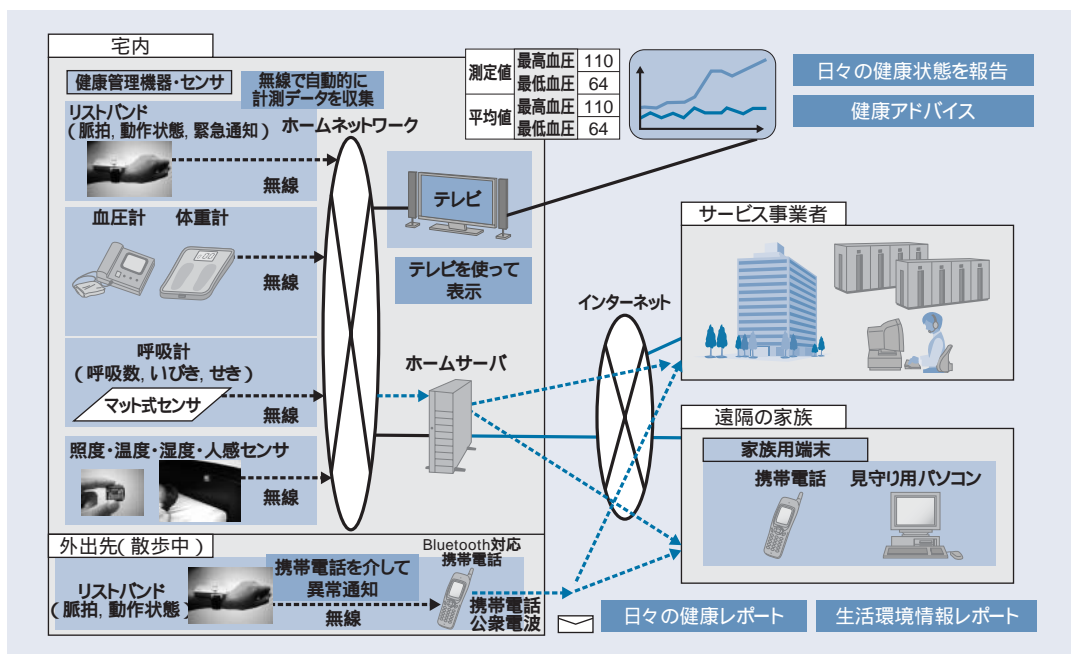 宅内
健康管理機器・センサ
無線で自動的に
計測データを収集
リストバンド
(脈拍, 動作状態, 緊急通知)
無線
ホームネットワーク
血圧計 体重計
無線
呼吸計
(呼吸数, いびき, せき)
マット式センサ
無線
照度・温度・湿度・人感センサ
無線
テレビ
テレビを使って
表示
ホームサーバ
測定値 最高血圧 110
最低血圧 64
平均値 最高血圧 110
最低血圧 64
日々の健康状態を報告
健康アドバイス
サービス事業者
インターネット
遠隔の家族
家族用端末
携帯電話 見守り用パソコン
外出先(散歩中)
リストバンド
(脈拍, 動作状態)
携帯電話を介して
異常通知
無線
Bluetooth対応
携帯電話
携帯電話
公衆電波
日々の健康レポート
生活環境情報レポート